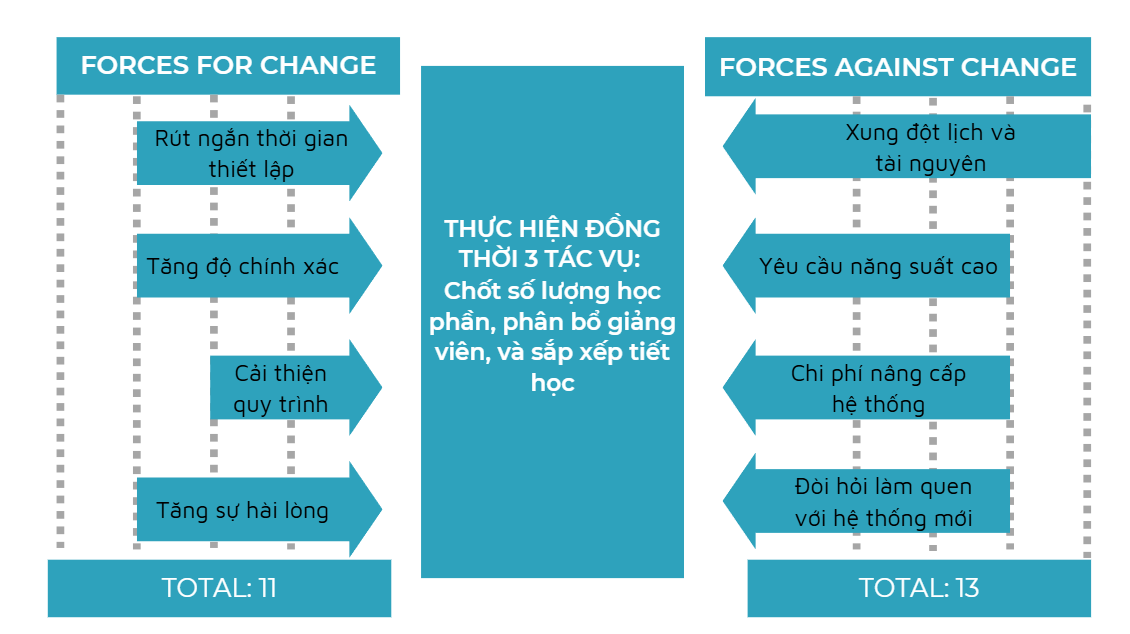 FORCES FOR CHANGE
Rút ngắn thời gian
thiết lập
Tăng độ chính xác
Cải thiện
quy trình
Tăng sự hài lòng
TOTAL: 11
THỰC HIỆN ĐỒNG
THỜI 3 TÁC VỤ:
Chốt số lượng học
phần, phân bổ giảng
viên, và sắp xếp tiết
học
FORCES AGAINST CHANGE
Xung đột lịch và
tài nguyên
Yêu cầu năng suất cao
Chi phí nâng cấp
hệ thống
Đòi hỏi làm quen
với hệ thống mới
TOTAL: 13